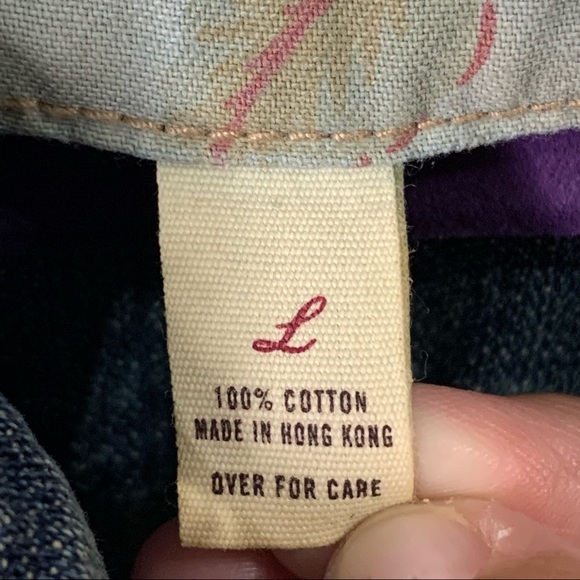 L
100% COTTON
MADE IN HONG KONG
OVER FOR CARE